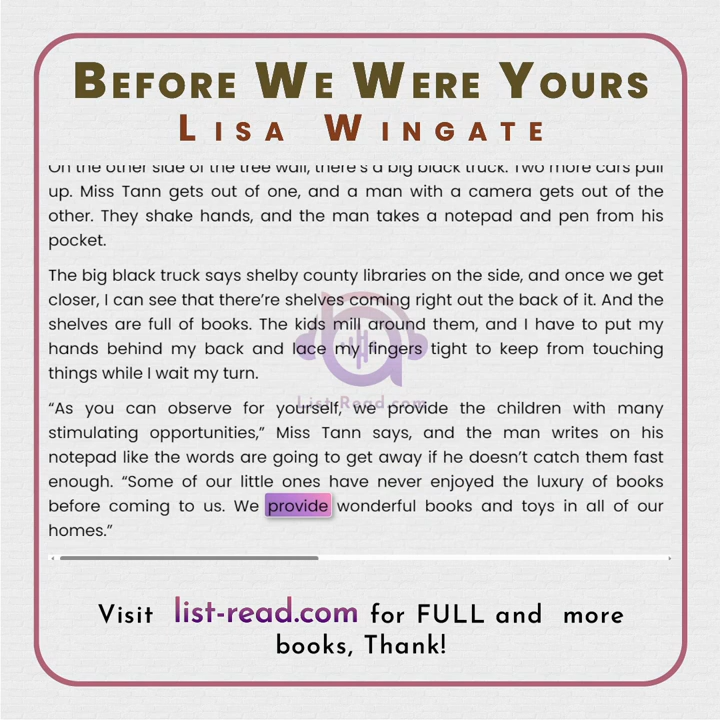 BEFORE WE WERE YOURS
LISA WINGATE
On the other side of the tree wall, there's a big black truck. Two more cars pull
up. Miss Tann gets out of one, and a man with a camera gets out of the
other. They shake hands, and the man takes a notepad and pen from his
pocket.
The big black truck says shelby county libraries on the side, and once we get
closer, I can see that there're shelves coming right out the back of it. And the
shelves are full of books. The kids mill around them, and I have to put my
hands behind my back and lace my fingers tight to keep from touching
things while I wait my turn.
“As you can observe for yourself, we provide the children with many
stimulating opportunities,” Miss Tann says, and the man writes on his
notepad like the words are going to get away if he doesn’t catch them fast
enough. “Some of our little ones have never enjoyed the luxury of books
before coming to us. We provide wonderful books and toys in all of our
homes.”
List-Read.com
Visit list-read.com for FULL and more
books, Thank!